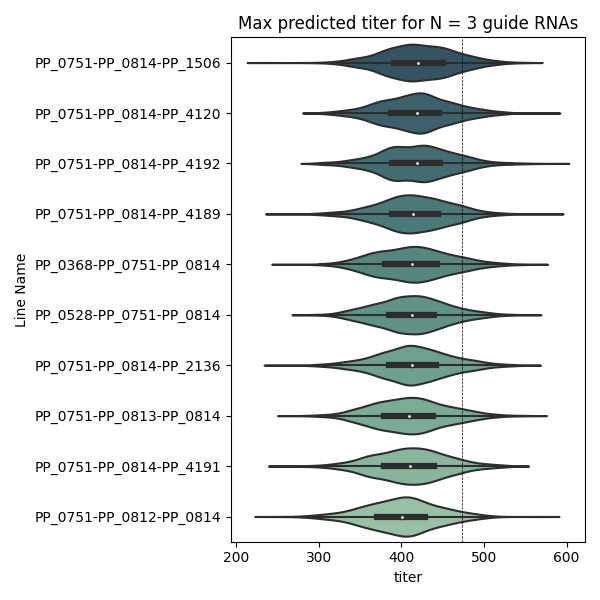 Max predicted titer for N = 3 guide RNAs
Line Name
PP_0751-PP_0814-PP_1506
PP_0751-PP_0814-PP_4120
PP_0751-PP_0814-PP_4192
PP_0751-PP_0814-PP_4189
PP_0368-PP_0751-PP_0814
PP_0528-PP_0751-PP_0814
PP_0751-PP_0814-PP_2136
PP_0751-PP_0813-PP_0814
PP_0751-PP_0814-PP_4191
PP_0751-PP_0812-PP_0814
200 300 400 500 600
titer